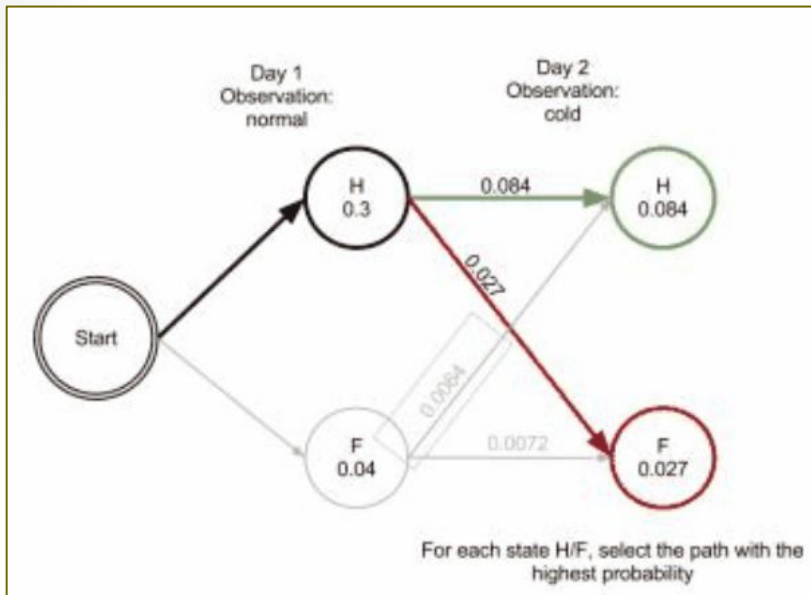 Day 1
Observation:
normal
Day 2
Observation:
cold
H
0.3
0.084
H
0.084
0.027
Start
0.0064
F
0.04
0.0072
F
0.027
For each state H/F, select the path with the
highest probability